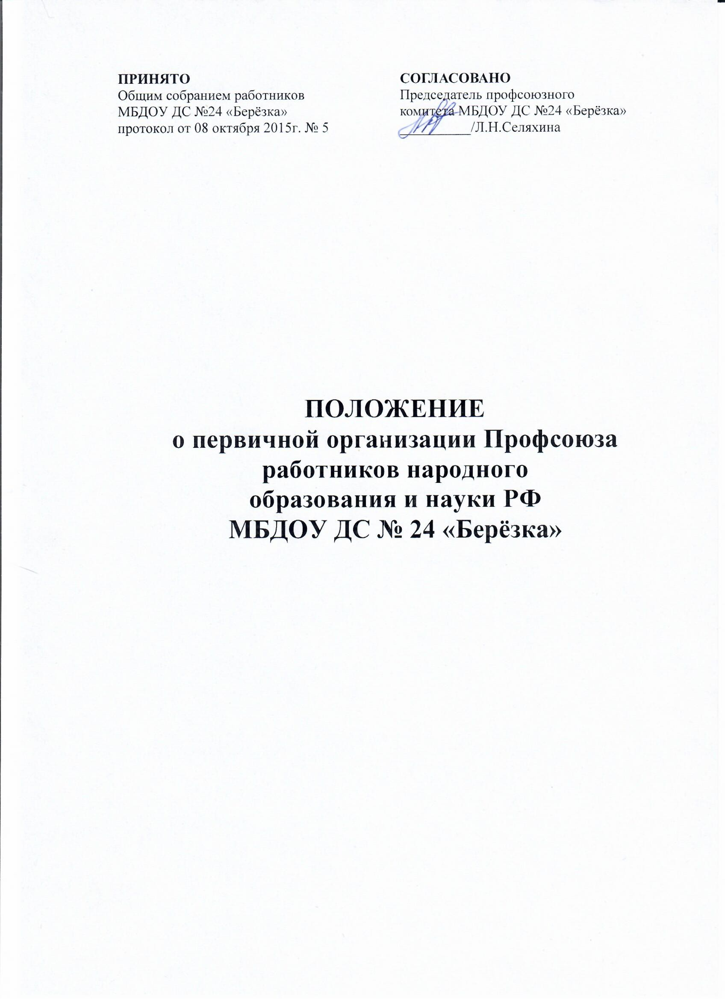 ПРИНЯТО
Общим собранием работников
МБДОУ ДС №24 «Берёзка»
протокол от 08 октября 2015г. № 5
СОГЛАСОВАНО
Председатель профсоюзного
комитета МБДОУ ДС №24 «Берёзка»
__________/Л.Н.Селяхина
ПОЛОЖЕНИЕ
о первичной организации Профсоюза
работников народного
образования и науки РФ
МБДОУ ДС № 24 «Берёзка»